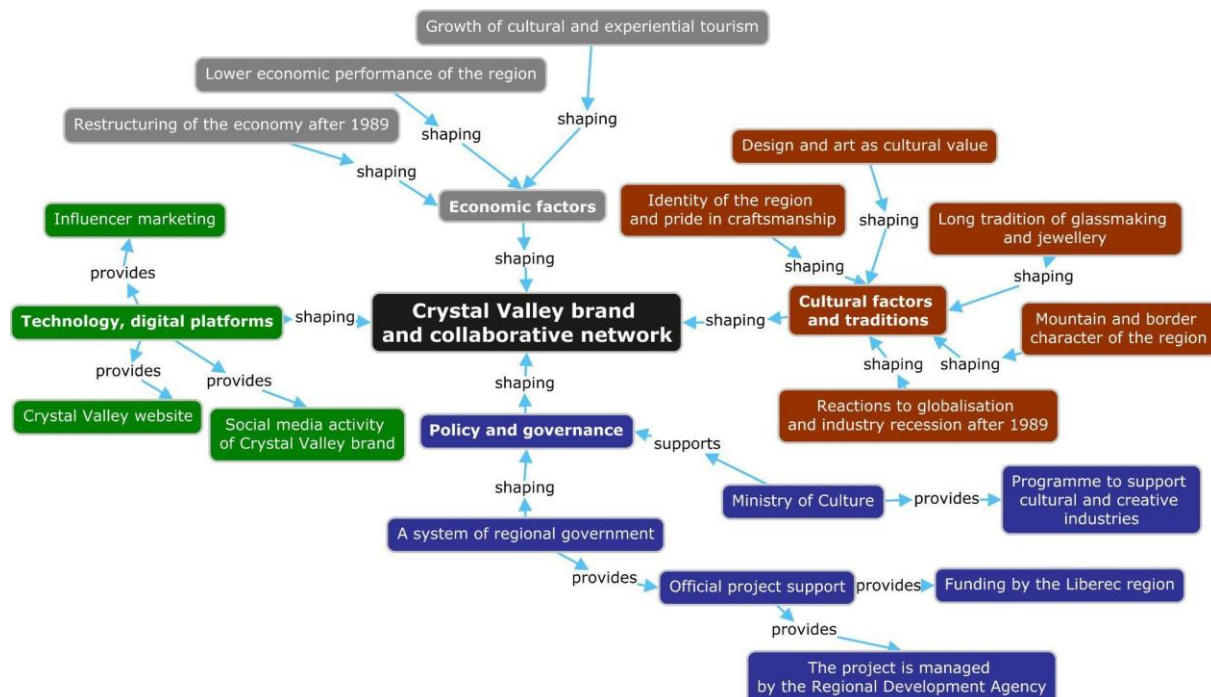 Growth of cultural and experiential tourism
Lower economic performance of the region
Restructuring of the economy after 1989
shaping
shaping
shaping
Economic factors
shaping
Design and art as cultural value
Identity of the region
and pride in craftsmanship
shaping
Long tradition of glassmaking
and jewellery
shaping
shaping
Influencer marketing
provides
Technology, digital platforms
shaping
Crystal Valley brand
and collaborative network
shaping
Cultural factors
and traditions
Mountain and border
character of the region
shaping
shaping
provides
provides
Crystal Valley website
Social media activity
of Crystal Valley brand
shaping
Policy and governance
Reactions to globalisation
and industry recession after 1989
supports
shaping
Ministry of Culture
provides
Programme to support
cultural and creative
industries
A system of regional government
provides
Official project support
provides
Funding by the Liberec region
provides
The project is managed
by the Regional Development Agency